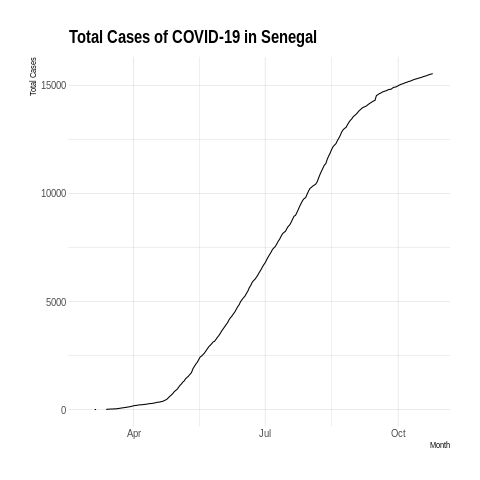 Total Cases of COVID-19 in Senegal
Total Cases
15000
10000
5000
0
Apr
Jul
Oct
Month